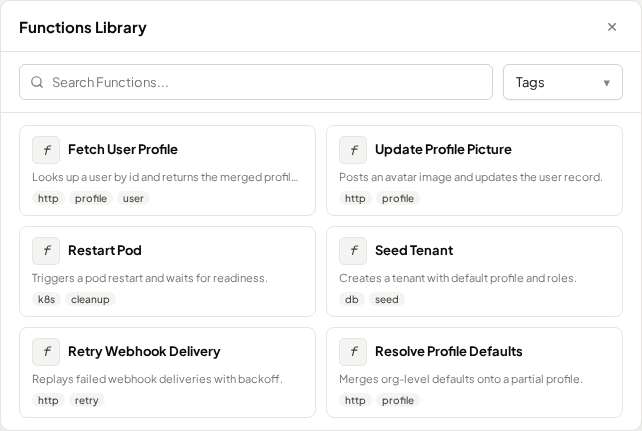 Functions Library ×
Search Functions... Tags ▾
f Fetch User Profile
Looks up a user by id and returns the merged profil...
http profile user
f Update Profile Picture
Posts an avatar image and updates the user record.
http profile
f Restart Pod
Triggers a pod restart and waits for readiness.
k8s cleanup
f Seed Tenant
Creates a tenant with default profile and roles.
db seed
f Retry Webhook Delivery
Replays failed webhook deliveries with backoff.
http retry
f Resolve Profile Defaults
Merges org-level defaults onto a partial profile.
http profile